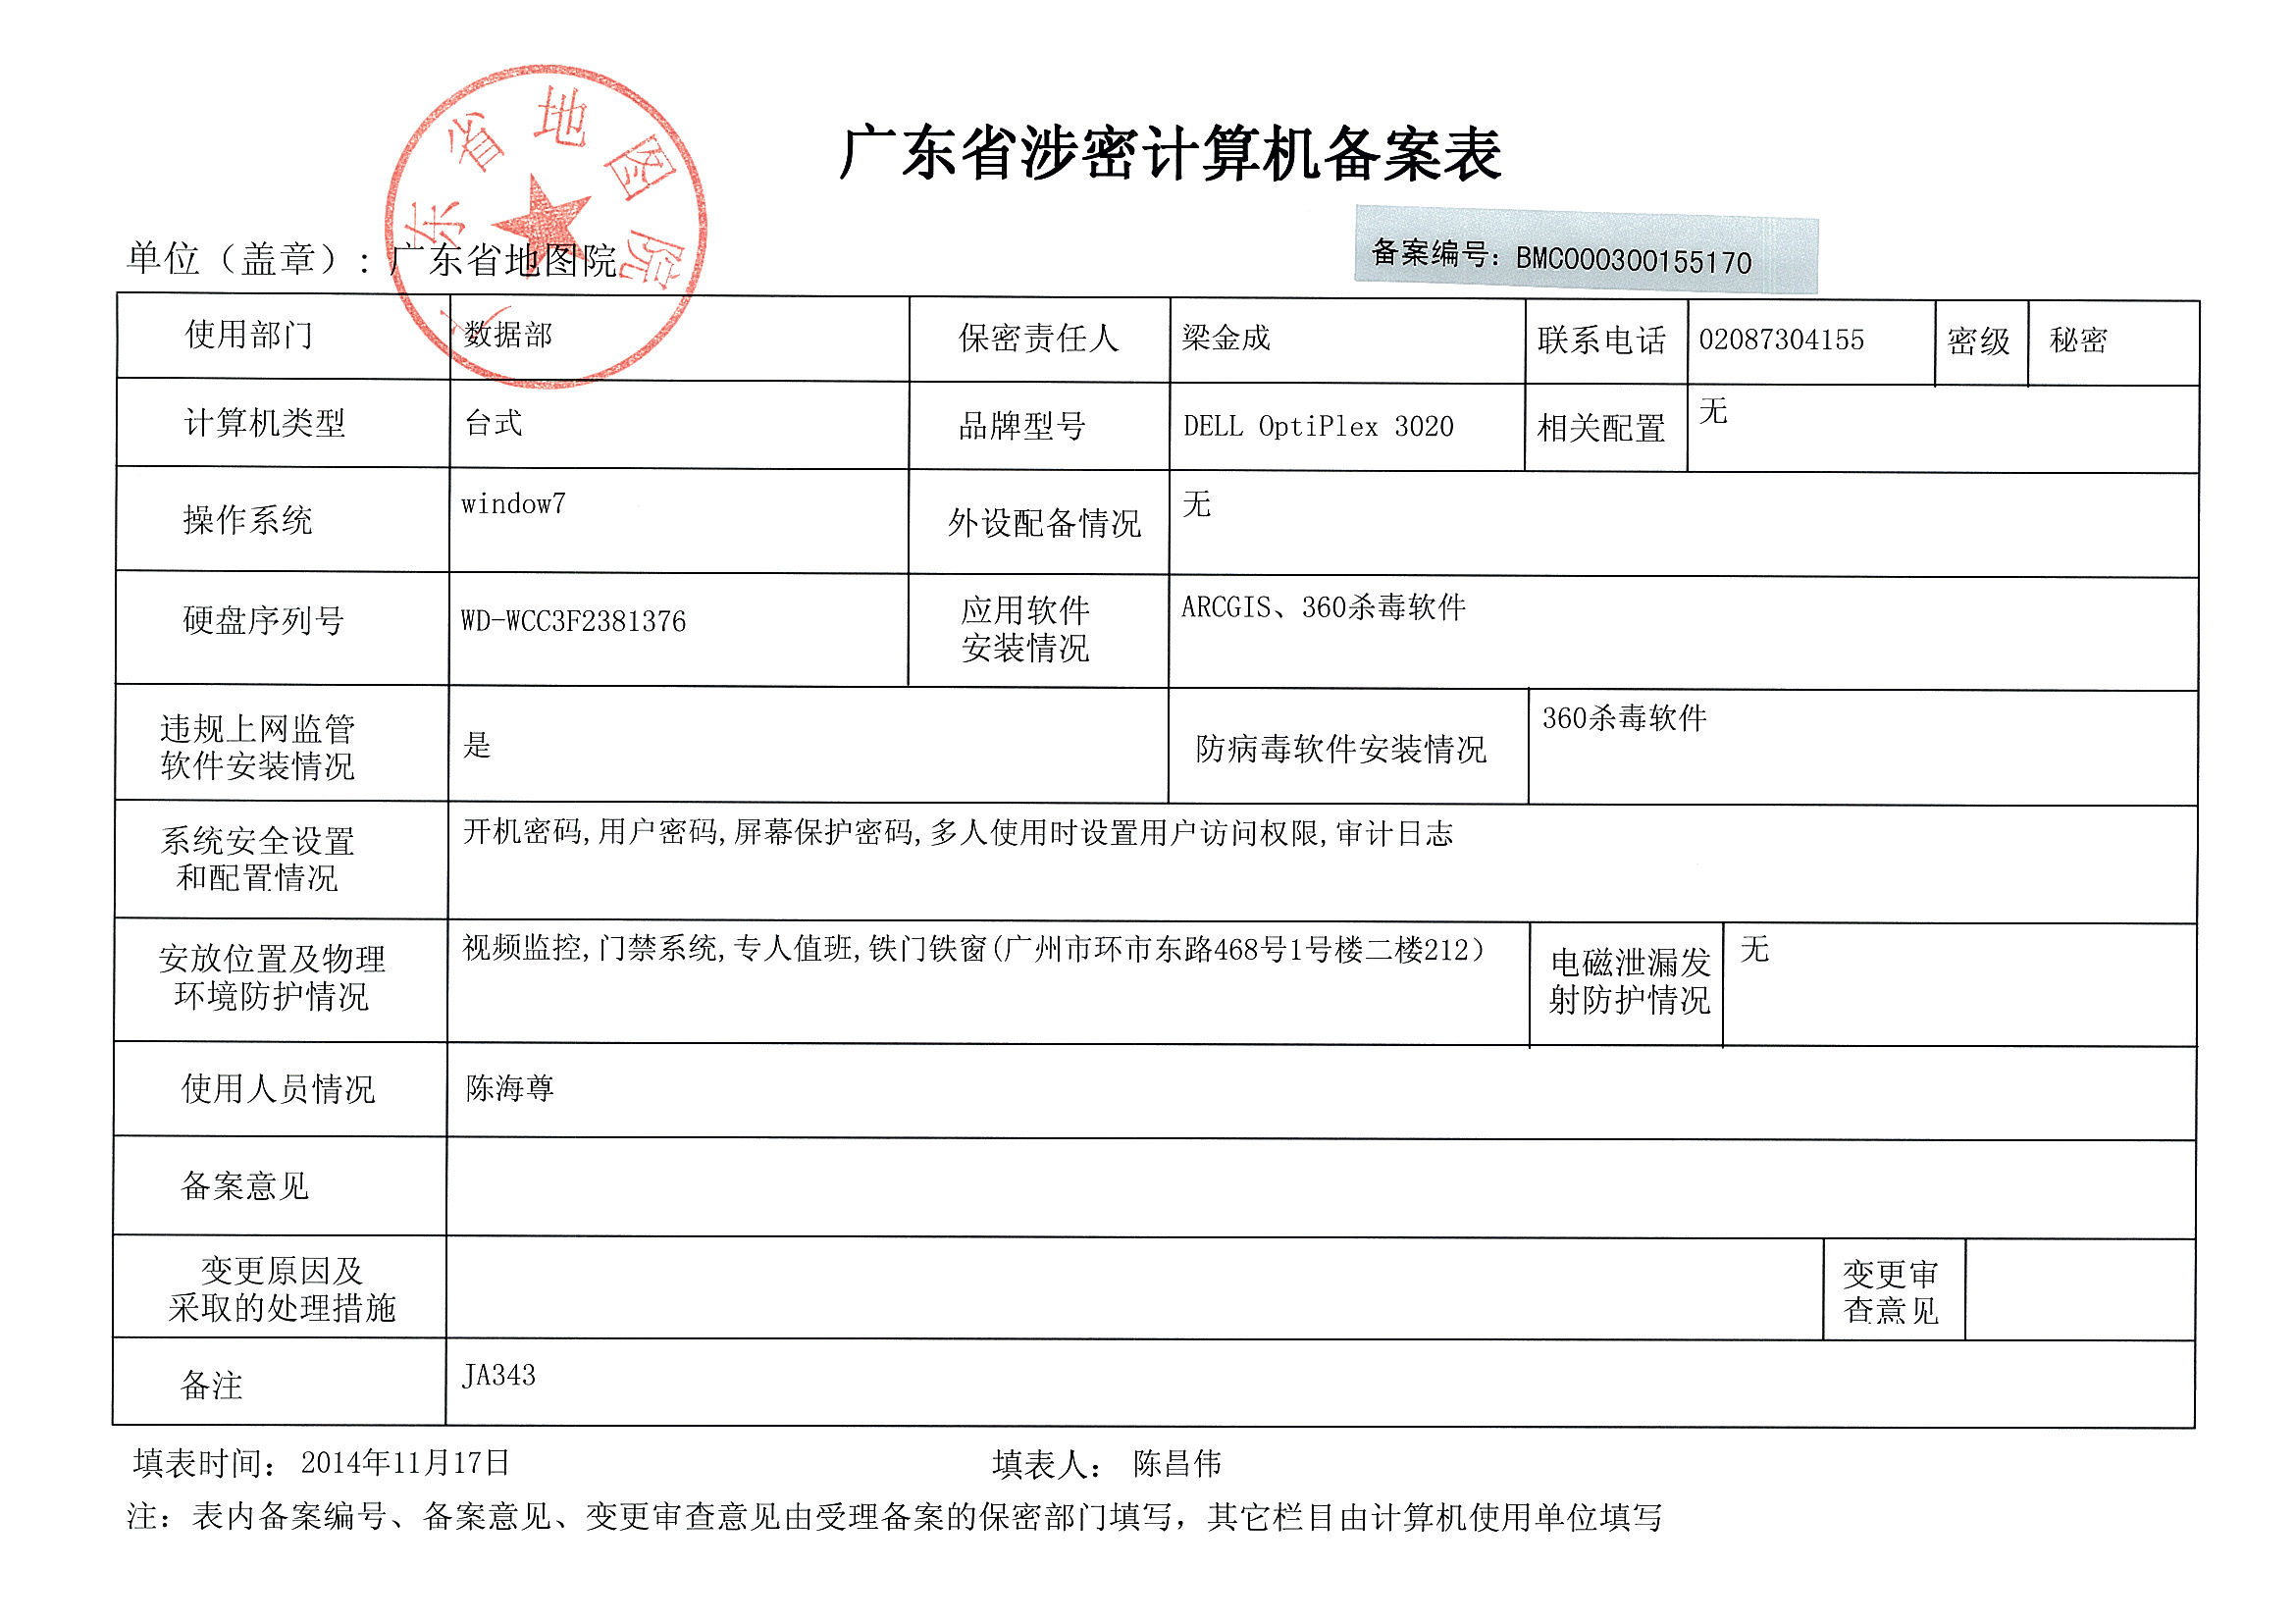 广东省涉密计算机备案表
广东省地图院
单位（盖章）：广东省地图院
备案编号：BMC000300155170
使用部门 数据部 保密责任人 梁金成 联系电话 02087304155 密级 秘密
计算机类型 台式 品牌型号 DELL OptiPlex 3020 相关配置 无
操作系统 window7 外设配备情况 无
硬盘序列号 WD-WCC3F2381376 应用软件
安装情况 ARCGIS、360杀毒软件
违规上网监管
软件安装情况 是 防病毒软件安装情况 360杀毒软件
系统安全设置
和配置情况 开机密码,用户密码,屏幕保护密码,多人使用时设置用户访问权限,审计日志
安放位置及物理
环境防护情况 视频监控,门禁系统,专人值班,铁门铁窗(广州市环市东路468号1号楼二楼212） 电磁泄漏发
射防护情况 无
使用人员情况 陈海尊
备案意见
变更原因及
采取的处理措施 变更审
查意见
备注 JA343
填表时间： 2014年11月17日 填表人： 陈昌伟
注：表内备案编号、备案意见、变更审查意见由受理备案的保密部门填写，其它栏目由计算机使用单位填写